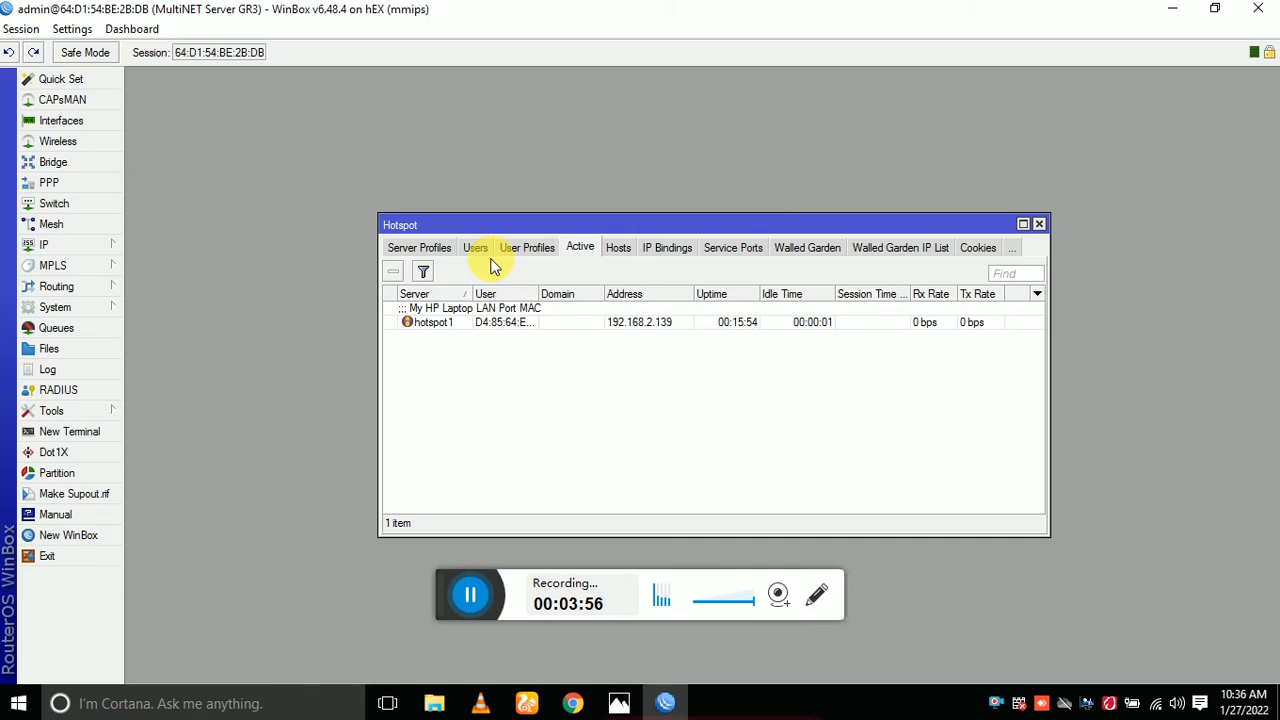 admin@64:D1:54:BE:2B:DB (MultiNET Server GR3) - WinBox v6.48.4 on hEX (mmips)
Session Settings Dashboard
Safe Mode Session: 64:D1:54:BE:2B:DB
Quick Set
CAPsMAN
Interfaces
Wireless
Bridge
PPP
Switch
Mesh
IP
MPLS
Routing
System
Queues
Files
Log
RADIUS
Tools
New Terminal
Dot1X
Partition
Make Supout.rif
Manual
New WinBox
Exit
RouterOS WinBox
Hotspot
Server Profiles Users User Profiles Active Hosts IP Bindings Service Ports Walled Garden Walled Garden IP List Cookies ...
Find
Server User Domain Address Uptime Idle Time Session Time ... Rx Rate Tx Rate
;;; My HP Laptop LAN Port MAC
hotspot1 D4:85:64:E... 192.168.2.139 00:15:54 00:00:01 0 bps 0 bps
1 item
Recording...
00:03:56
I'm Cortana. Ask me anything.
10:36 AM
1/27/2022